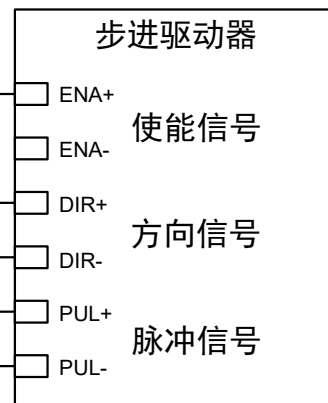 步进驱动器
ENA+
使能信号
ENA-
DIR+
方向信号
DIR-
PUL+
脉冲信号
PUL-